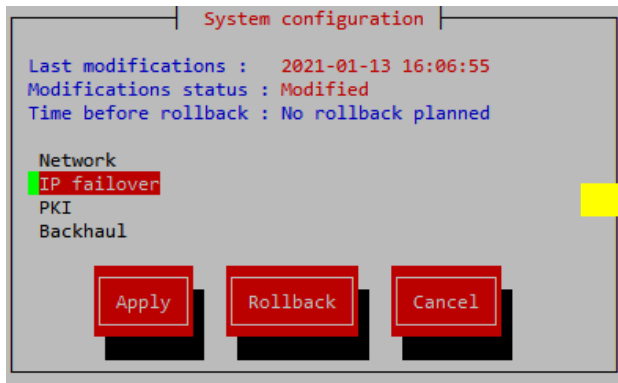 System configuration
Last modifications : 2021-01-13 16:06:55
Modifications status : Modified
Time before rollback : No rollback planned
Network
IP failover
PKI
Backhaul
Apply Rollback Cancel